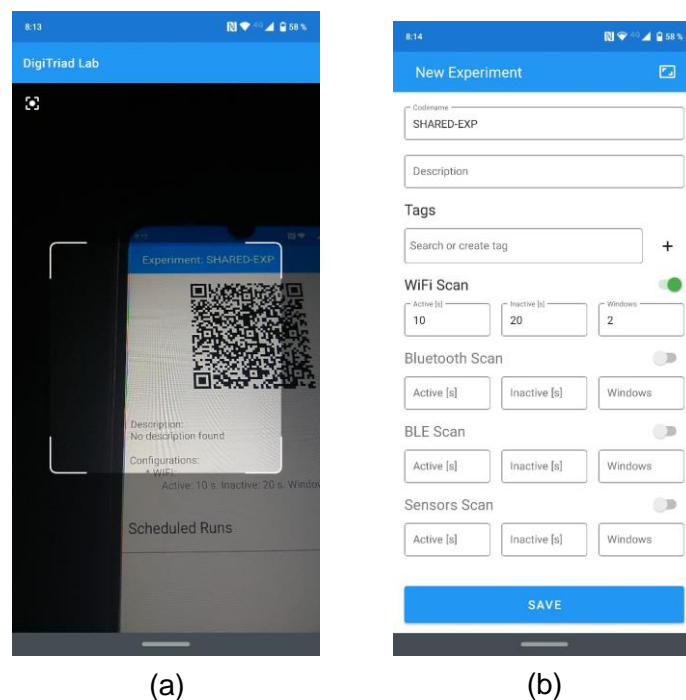 8:13
4G
58 %
DigiTriad Lab
Experiment: SHARED-EXP
Description:
No description found
Configurations:
* WiFi:
Active: 10 s. Inactive: 20 s. Window
Scheduled Runs
(a)
8:14
4G
58 %
New Experiment
Codename
SHARED-EXP
Description
Tags
Search or create tag
+
WiFi Scan
Active [s] Inactive [s] Windows
10 20 2
Bluetooth Scan
Active [s] Inactive [s] Windows
BLE Scan
Active [s] Inactive [s] Windows
Sensors Scan
Active [s] Inactive [s] Windows
SAVE
(b)